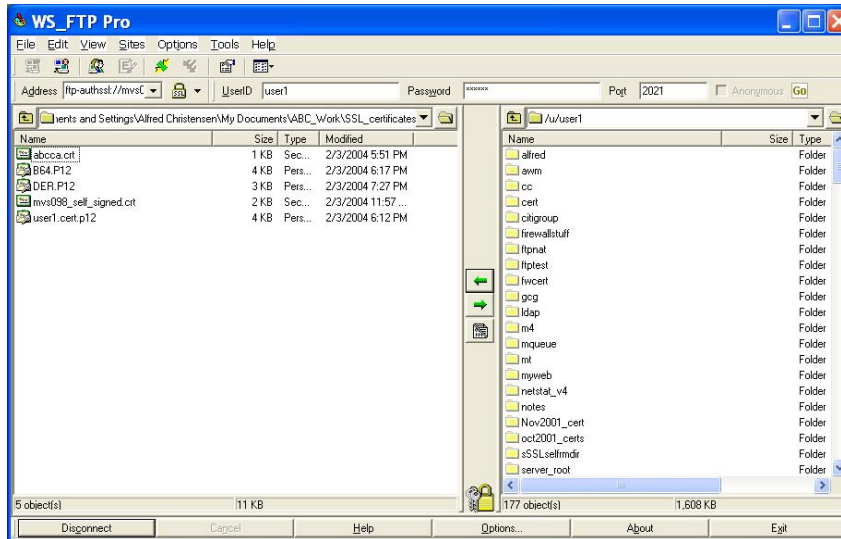 WS_FTP Pro
File Edit View Sites Options Tools Help
Address ftp-authssl://mvs0 UserID user1 Password ××××××× Port 2021 Anonymous Go
ents and Settings\Alfred Christensen\My Documents\ABC_Work\SSL_certificates
/u/user1
Name Size Type Modified
abcca.crt 1 KB Sec... 2/3/2004 5:51 PM
B64.P12 4 KB Pers... 2/3/2004 6:17 PM
DER.P12 3 KB Pers... 2/3/2004 7:27 PM
mvs098_self_signed.crt 2 KB Sec... 2/3/2004 11:57 ...
user1.cert.p12 4 KB Pers... 2/3/2004 6:12 PM
5 object(s) 11 KB
Name Size Type
alfred Folder
awm Folder
cc Folder
cert Folder
citigroup Folder
firewallstuff Folder
ftpnat Folder
ftptest Folder
fwcert Folder
gcg Folder
ldap Folder
m4 Folder
mqueue Folder
mt Folder
myweb Folder
netstat_v4 Folder
notes Folder
Nov2001_cert Folder
oct2001_certs Folder
sSSLselfrmdir Folder
server_root Folder
177 object(s) 1,608 KB
Disconnect Cancel Help Options... About Exit